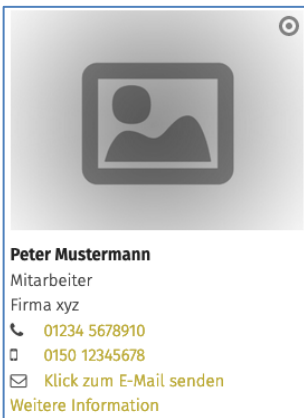 Peter Mustermann
Mitarbeiter
Firma xyz
01234 5678910
0150 12345678
Klick zum E-Mail senden
Weitere Information